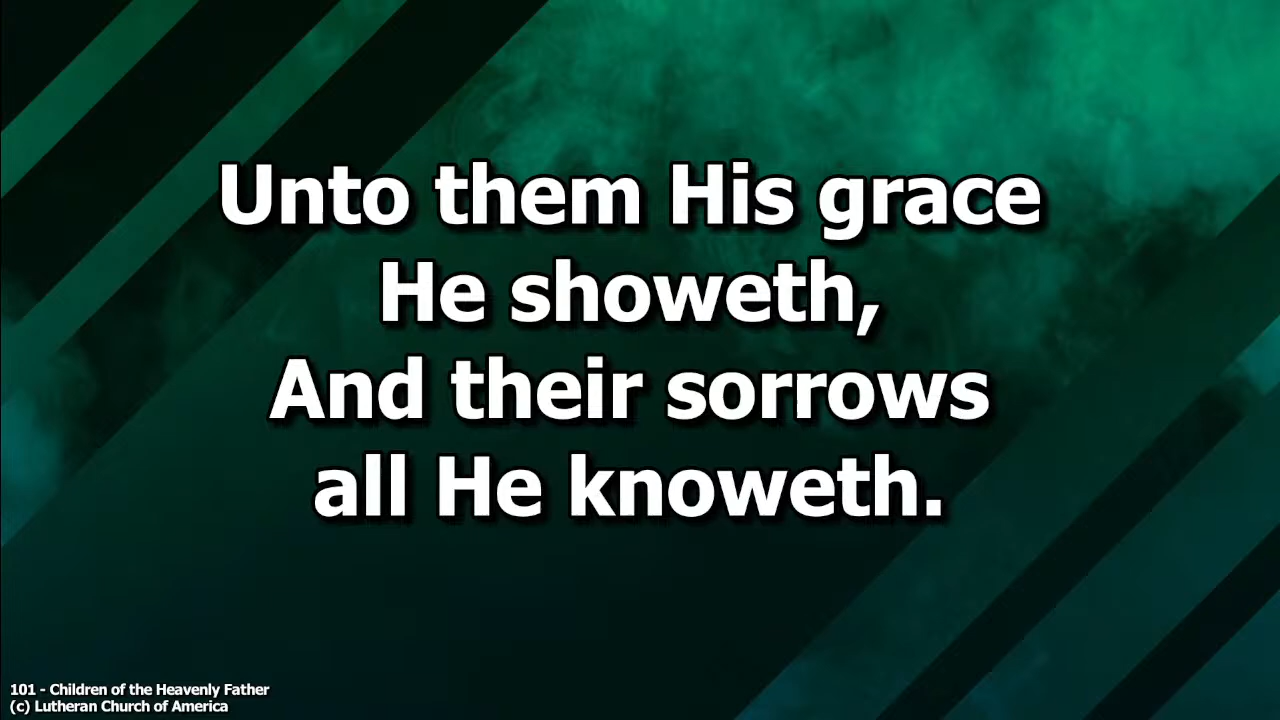 Unto them His grace
He showeth,
And their sorrows
all He knoweth.
101 - Children of the Heavenly Father
(c) Lutheran Church of America